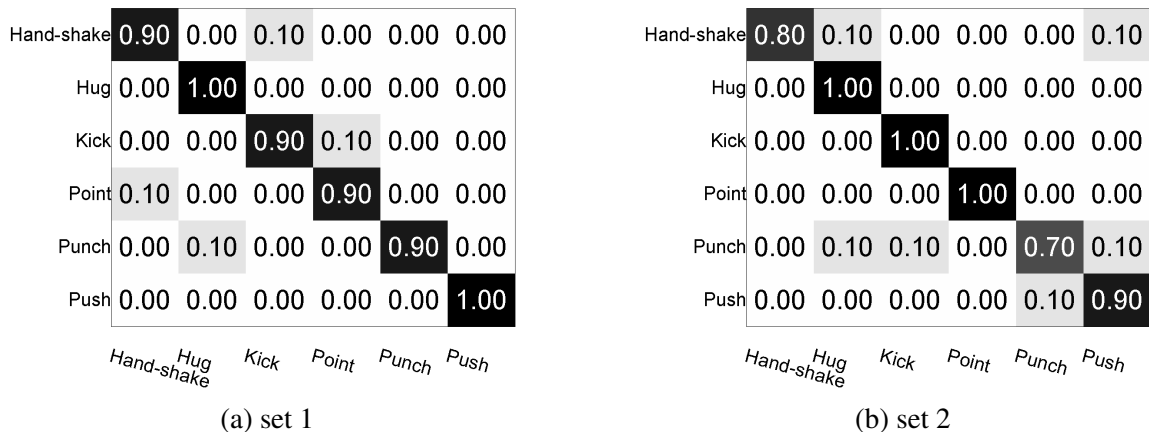 Hand-shake 0.90 0.00 0.10 0.00 0.00 0.00
Hug 0.00 1.00 0.00 0.00 0.00 0.00
Kick 0.00 0.00 0.90 0.10 0.00 0.00
Point 0.10 0.00 0.00 0.90 0.00 0.00
Punch 0.00 0.10 0.00 0.00 0.90 0.00
Push 0.00 0.00 0.00 0.00 0.00 1.00
Hand-shake Hug Kick Point Punch Push
(a) set 1
Hand-shake 0.80 0.10 0.00 0.00 0.00 0.10
Hug 0.00 1.00 0.00 0.00 0.00 0.00
Kick 0.00 0.00 1.00 0.00 0.00 0.00
Point 0.00 0.00 0.00 1.00 0.00 0.00
Punch 0.00 0.10 0.10 0.00 0.70 0.10
Push 0.00 0.00 0.00 0.00 0.10 0.90
Hand-shake Hug Kick Point Punch Push
(b) set 2